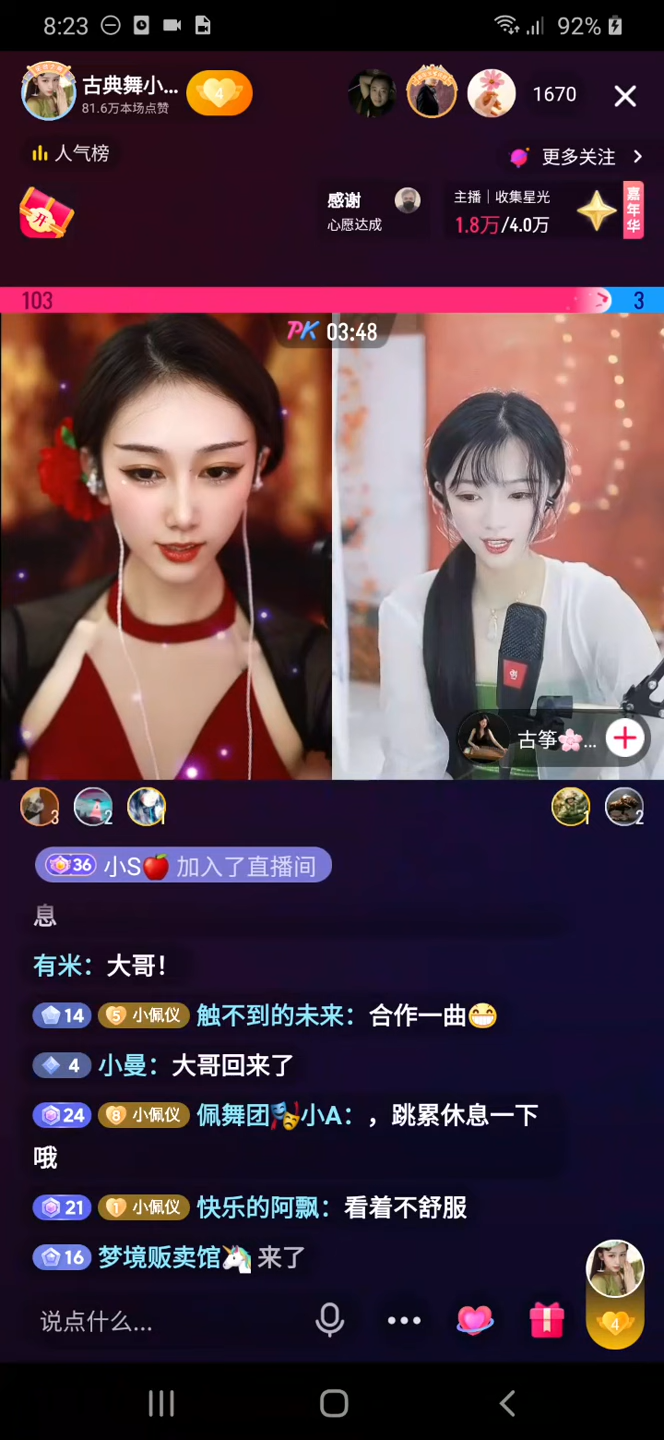 8:23
92%
古典舞小...
81.6万本场点赞
4
1670
人气榜
更多关注
开
感谢
心愿达成
主播｜收集星光
1.8万/4.0万
嘉年华
103
3
PK 03:48
古筝🌸...
3
2
1
1
2
36 小S🍎 加入了直播间
息
有米：大哥！
14 5 小佩仪 触不到的未来：合作一曲😁
4 小曼：大哥回来了
24 8 小佩仪 佩舞团🎭小A：，跳累休息一下
哦
21 1 小佩仪 快乐的阿飘：看着不舒服
16 梦境贩卖馆🦄 来了
说点什么...
4